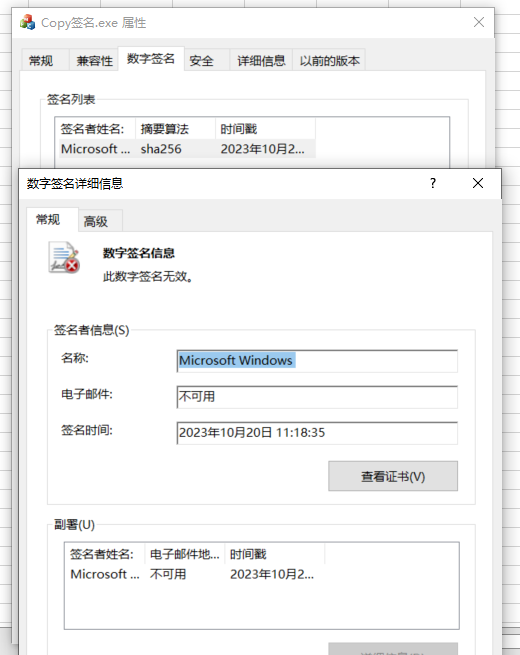 Copy签名.exe 属性
常规 兼容性 数字签名 安全 详细信息 以前的版本
签名列表
签名者姓名: 摘要算法 时间戳
Microsoft ... sha256 2023年10月2...
数字签名详细信息
常规 高级
数字签名信息
此数字签名无效。
签名者信息(S)
名称: Microsoft Windows
电子邮件: 不可用
签名时间: 2023年10月20日 11:18:35
查看证书(V)
副署(U)
签名者姓名: 电子邮件地... 时间戳
Microsoft ... 不可用 2023年10月2...